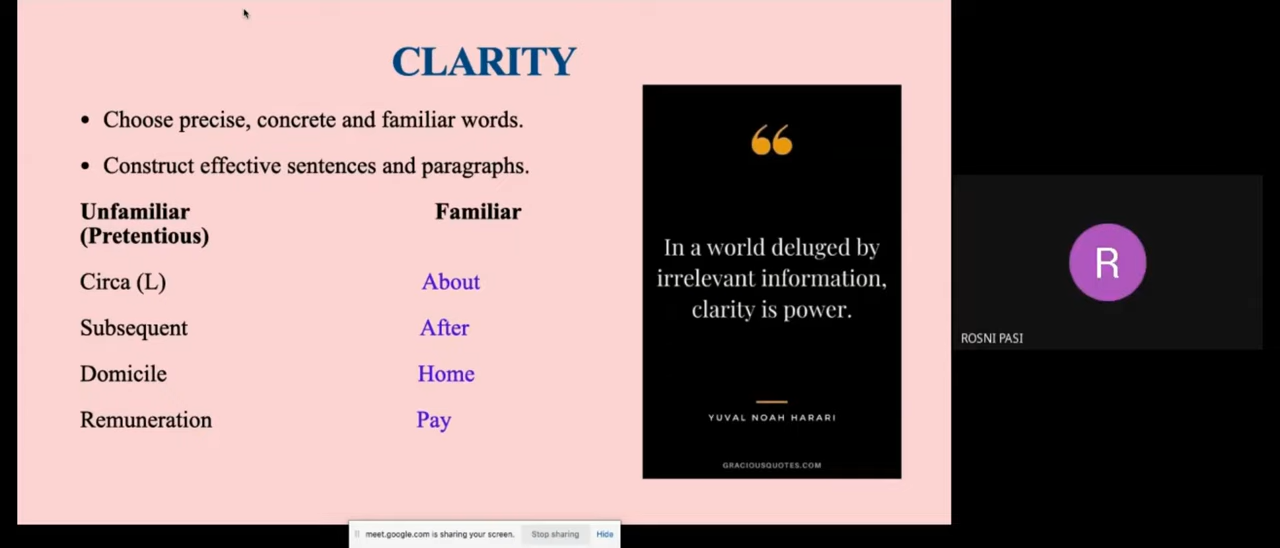 CLARITY
• Choose precise, concrete and familiar words.
• Construct effective sentences and paragraphs.
Unfamiliar Familiar
(Pretentious)
Circa (L) About
Subsequent After
Domicile Home
Remuneration Pay
“
In a world deluged by
irrelevant information,
clarity is power.
YUVAL NOAH HARARI
GRACIOUSQUOTES.COM
R
ROSNI PASI
meet.google.com is sharing your screen. Stop sharing Hide